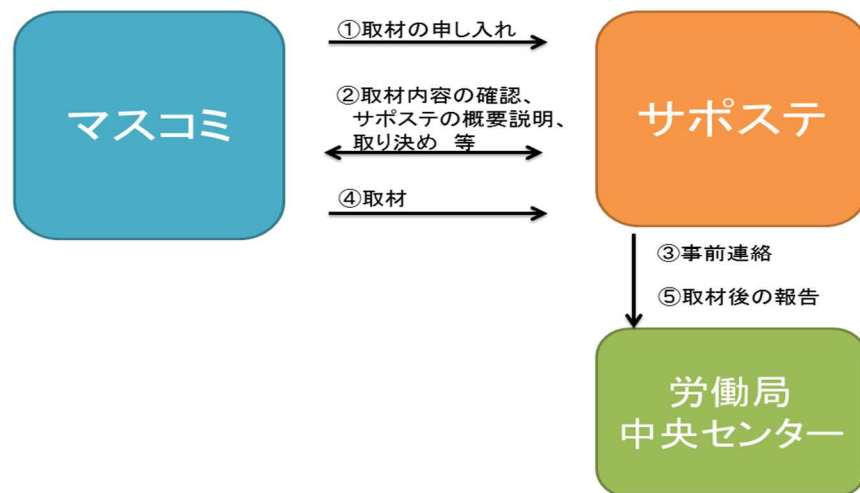 マスコミ
①取材の申し入れ
②取材内容の確認、
サポステの概要説明、
取り決め 等
④取材
サポステ
③事前連絡
⑤取材後の報告
労働局
中央センター